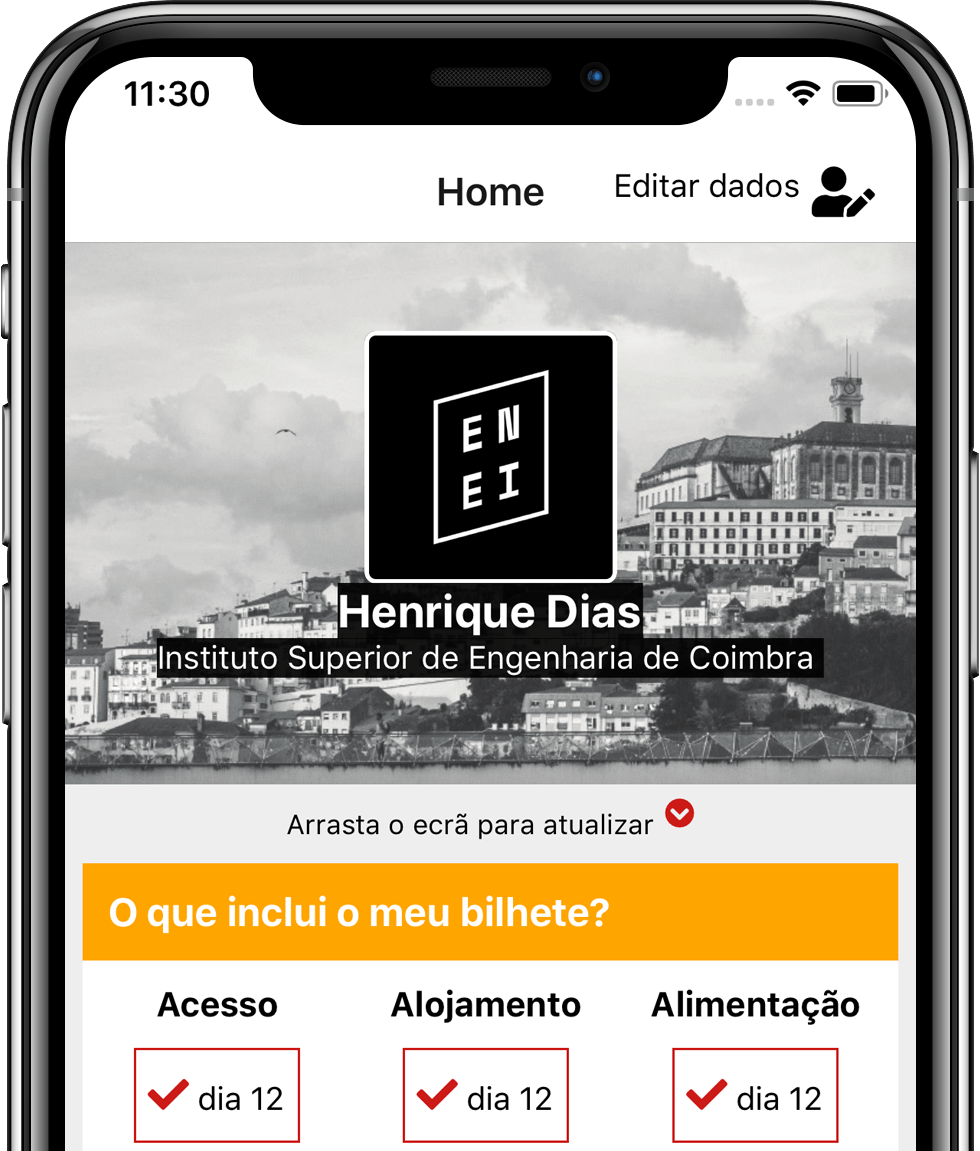 11:30
Home
Editar dados
E N
E I
Henrique Dias
Instituto Superior de Engenharia de Coimbra
Arrasta o ecrã para atualizar
O que inclui o meu bilhete?
Acesso Alojamento Alimentação
dia 12 dia 12 dia 12